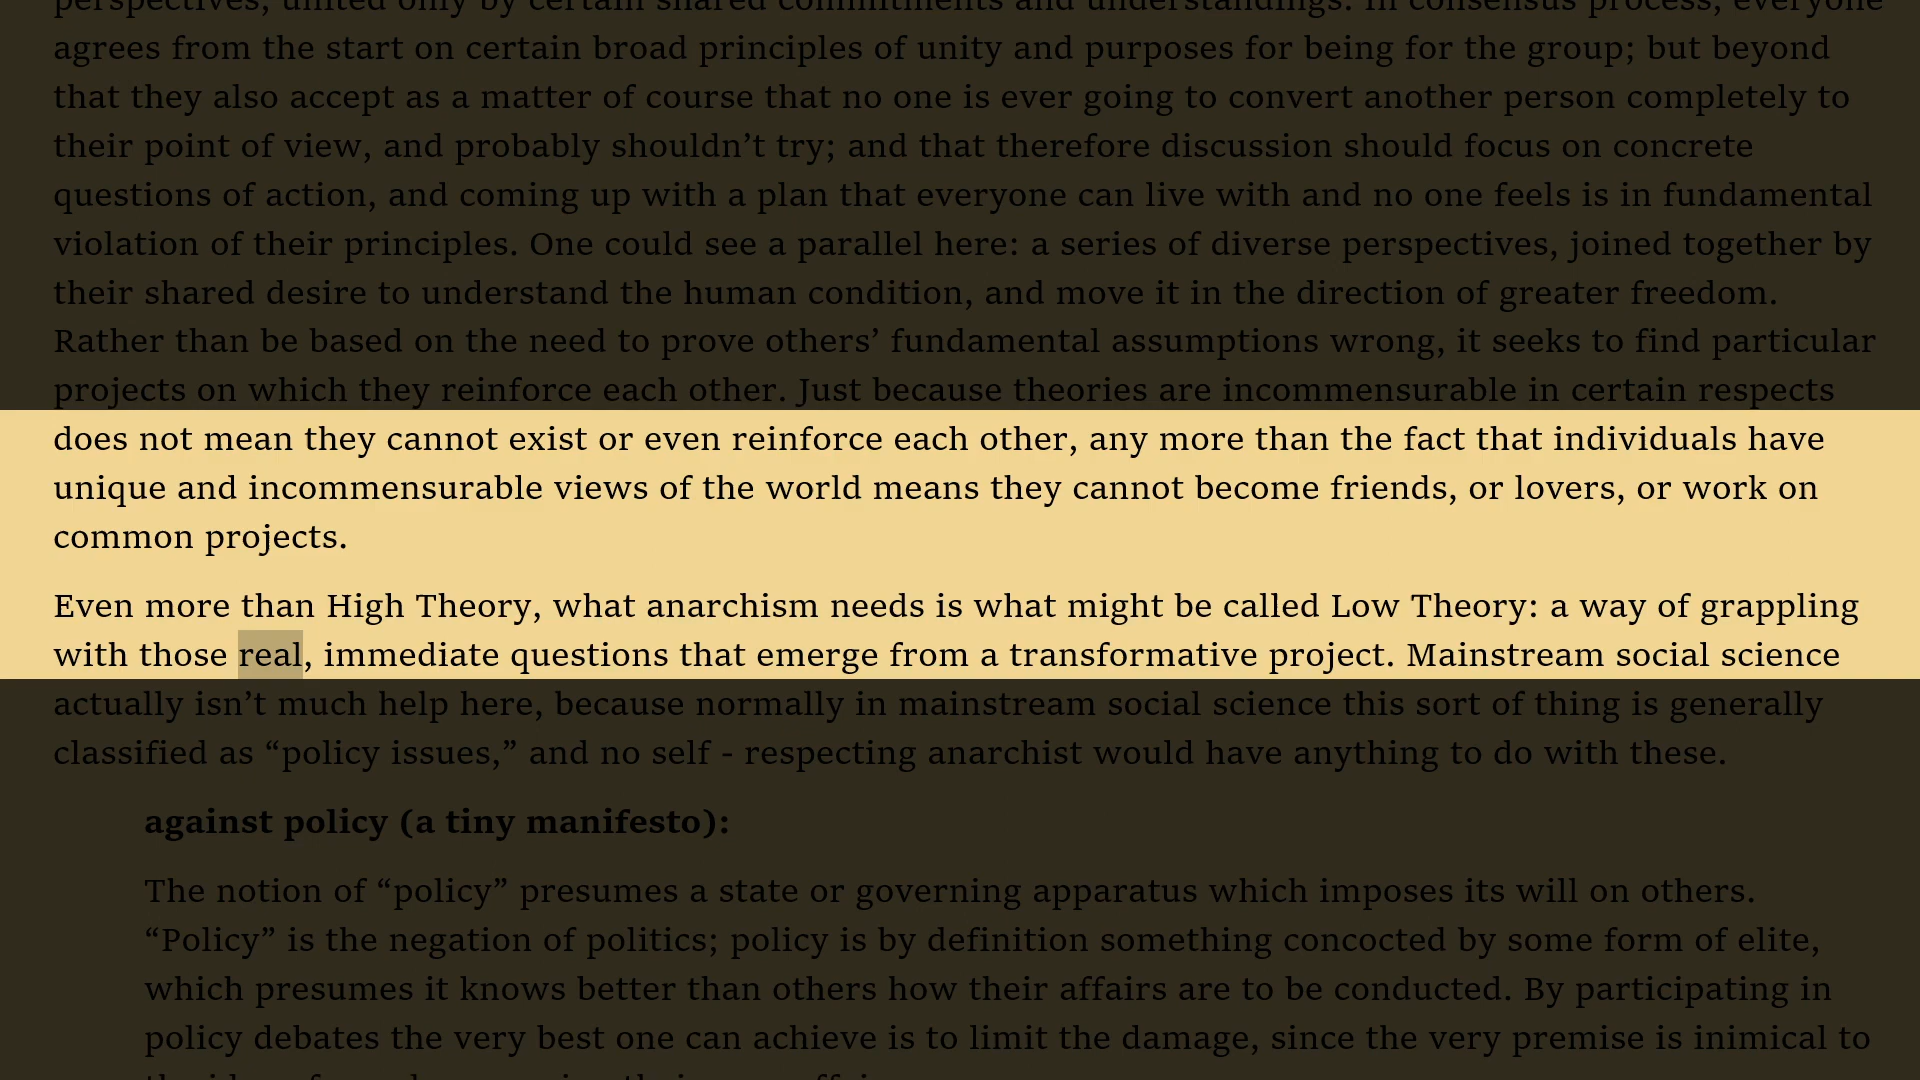 perspectives, united only by certain shared commitments and understandings. In consensus process, everyone
agrees from the start on certain broad principles of unity and purposes for being for the group; but beyond
that they also accept as a matter of course that no one is ever going to convert another person completely to
their point of view, and probably shouldn’t try; and that therefore discussion should focus on concrete
questions of action, and coming up with a plan that everyone can live with and no one feels is in fundamental
violation of their principles. One could see a parallel here: a series of diverse perspectives, joined together by
their shared desire to understand the human condition, and move it in the direction of greater freedom.
Rather than be based on the need to prove others’ fundamental assumptions wrong, it seeks to find particular
projects on which they reinforce each other. Just because theories are incommensurable in certain respects
does not mean they cannot exist or even reinforce each other, any more than the fact that individuals have
unique and incommensurable views of the world means they cannot become friends, or lovers, or work on
common projects.
Even more than High Theory, what anarchism needs is what might be called Low Theory: a way of grappling
with those real, immediate questions that emerge from a transformative project. Mainstream social science
actually isn’t much help here, because normally in mainstream social science this sort of thing is generally
classified as “policy issues,” and no self - respecting anarchist would have anything to do with these.
against policy (a tiny manifesto):
The notion of “policy” presumes a state or governing apparatus which imposes its will on others.
“Policy” is the negation of politics; policy is by definition something concocted by some form of elite,
which presumes it knows better than others how their affairs are to be conducted. By participating in
policy debates the very best one can achieve is to limit the damage, since the very premise is inimical to